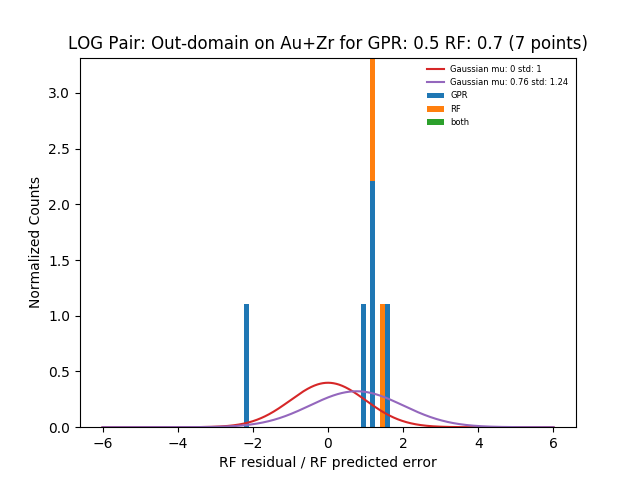 LOG Pair: Out-domain on Au+Zr for GPR: 0.5 RF: 0.7 (7 points)
Gaussian mu: 0 std: 1
Gaussian mu: 0.76 std: 1.24
GPR
RF
both
Normalized Counts
3.0
2.5
2.0
1.5
1.0
0.5
0.0
−6 −4 −2 0 2 4 6
RF residual / RF predicted error